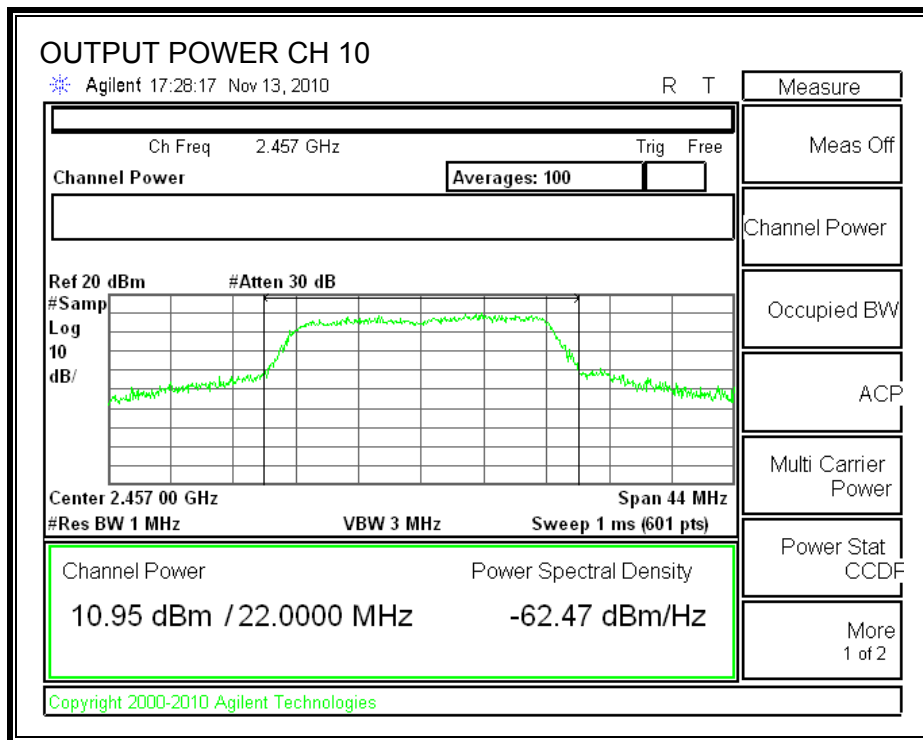 OUTPUT POWER CH 10
Agilent 17:28:17 Nov 13, 2010 R T
Ch Freq 2.457 GHz Trig Free
Channel Power Averages: 100
Ref 20 dBm #Atten 30 dB
#Samp
Log
10
dB/
Center 2.457 00 GHz Span 44 MHz
#Res BW 1 MHz VBW 3 MHz Sweep 1 ms (601 pts)
Channel Power Power Spectral Density
10.95 dBm / 22.0000 MHz -62.47 dBm/Hz
Copyright 2000-2010 Agilent Technologies
Measure
Meas Off
Channel Power
Occupied BW
ACP
Multi Carrier
Power
Power Stat
CCDF
More
1 of 2